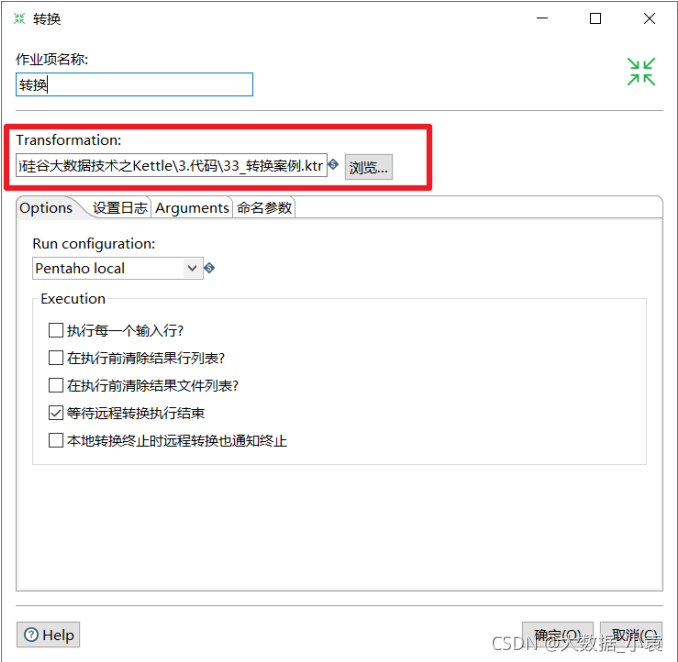 转换
作业项名称:
转换
Transformation:
硅谷大数据技术之Kettle\3.代码\33_转换案例.ktr
浏览...
Options 设置日志 Arguments 命名参数
Run configuration:
Pentaho local
Execution
执行每一个输入行?
在执行前清除结果行列表?
在执行前清除结果文件列表?
等待远程转换执行结束
本地转换终止时远程转换也通知终止
Help 确定(O) 取消(C)
CSDN @大数据_小袁